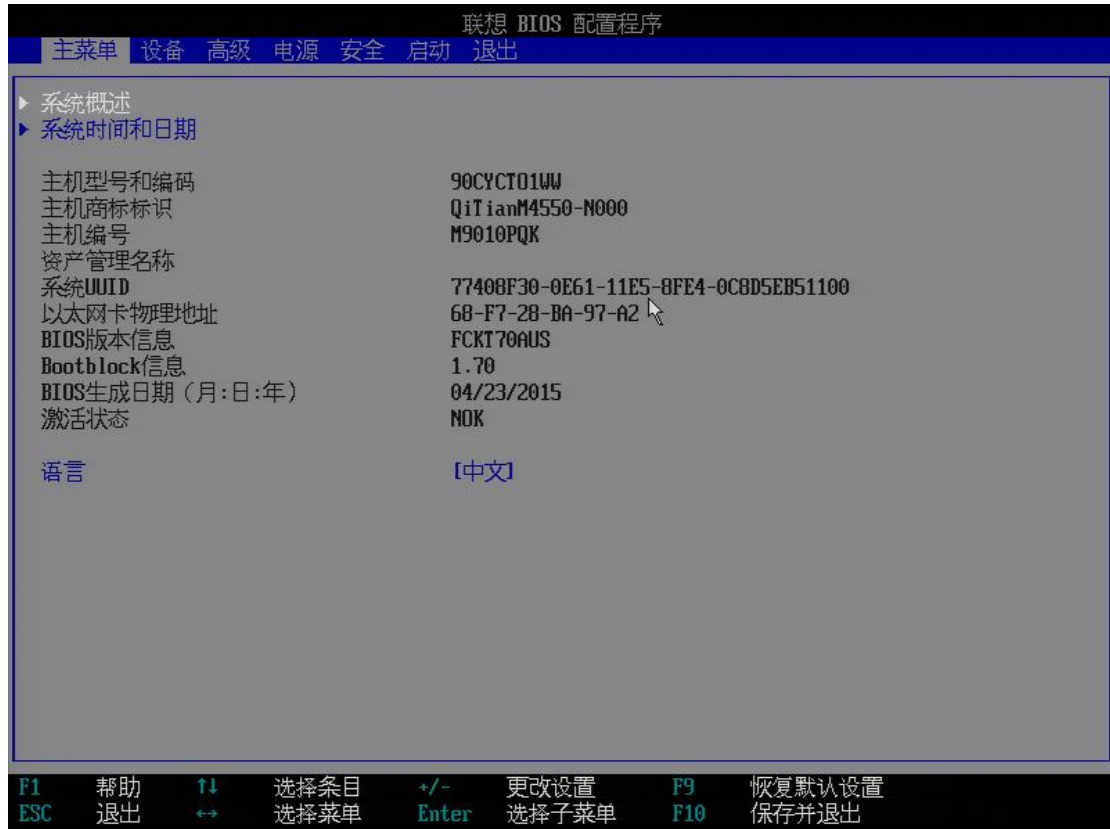 联想 BIOS 配置程序
主菜单 设备 高级 电源 安全 启动 退出
系统概述
系统时间和日期
主机型号和编码 90CYCTO1WW
主机商标标识 QiTianM4550-N000
主机编号 M9010PQK
资产管理名称
系统UUID 77408F30-0E61-11E5-8FE4-0C8D5EB51100
以太网卡物理地址 68-F7-28-BA-97-A2
BIOS版本信息 FCKT70AUS
Bootblock信息 1.70
BIOS生成日期（月:日:年） 04/23/2015
激活状态 NOK
语言 [中文]
F1 帮助 ↑↓ 选择条目 +/- 更改设置 F9 恢复默认设置
ESC 退出 ↔ 选择菜单 Enter 选择子菜单 F10 保存并退出